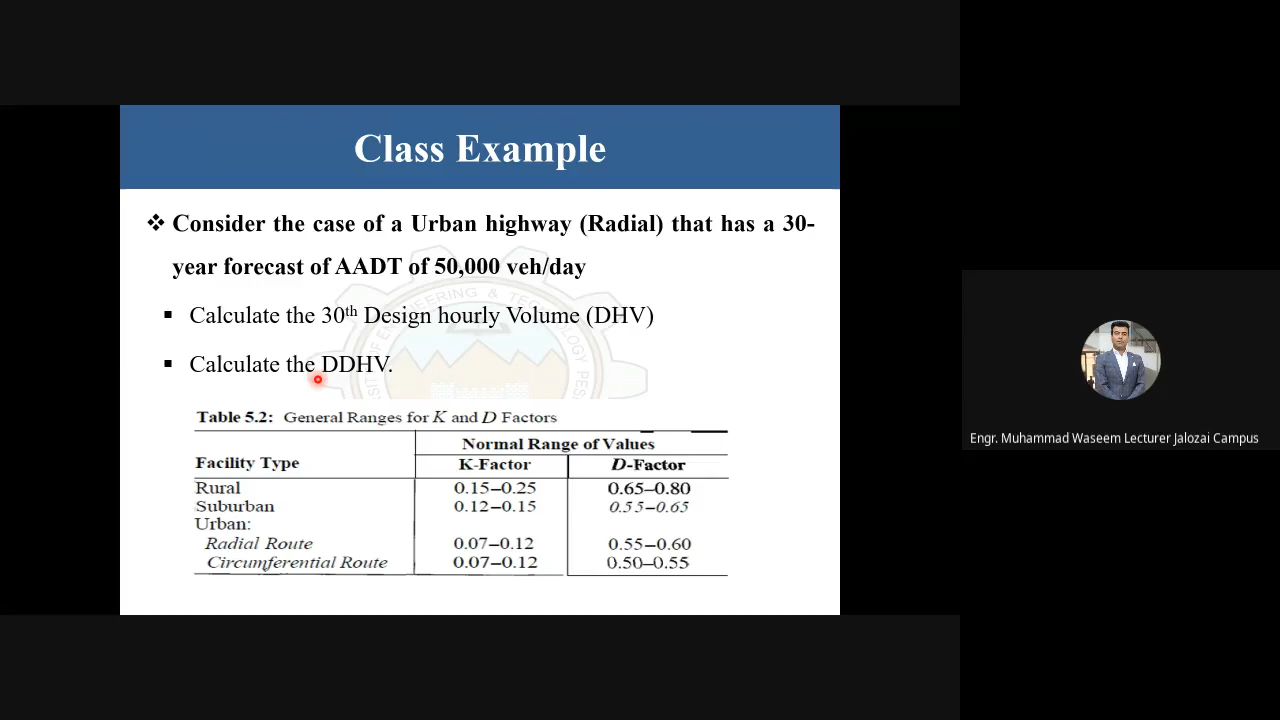 Class Example
❖ Consider the case of a Urban highway (Radial) that has a 30-
year forecast of AADT of 50,000 veh/day
▪ Calculate the 30th Design hourly Volume (DHV)
▪ Calculate the DDHV.
Table 5.2: General Ranges for K and D Factors
Normal Range of Values
Facility Type K-Factor D-Factor
Rural 0.15–0.25 0.65–0.80
Suburban 0.12–0.15 0.55–0.65
Urban:
Radial Route 0.07–0.12 0.55–0.60
Circumferential Route 0.07–0.12 0.50–0.55
Engr. Muhammad Waseem Lecturer Jalozai Campus